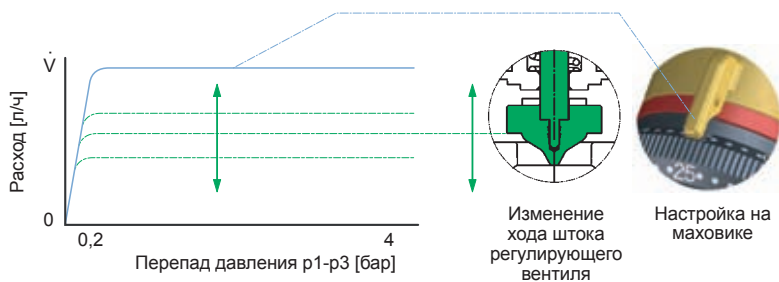 V̇
Расход [л/ч]
0
0,2
4
Перепад давления p1-p3 [бар]
Изменение
хода штока
регулирующего
вентиля
•25•
Настройка на
маховике